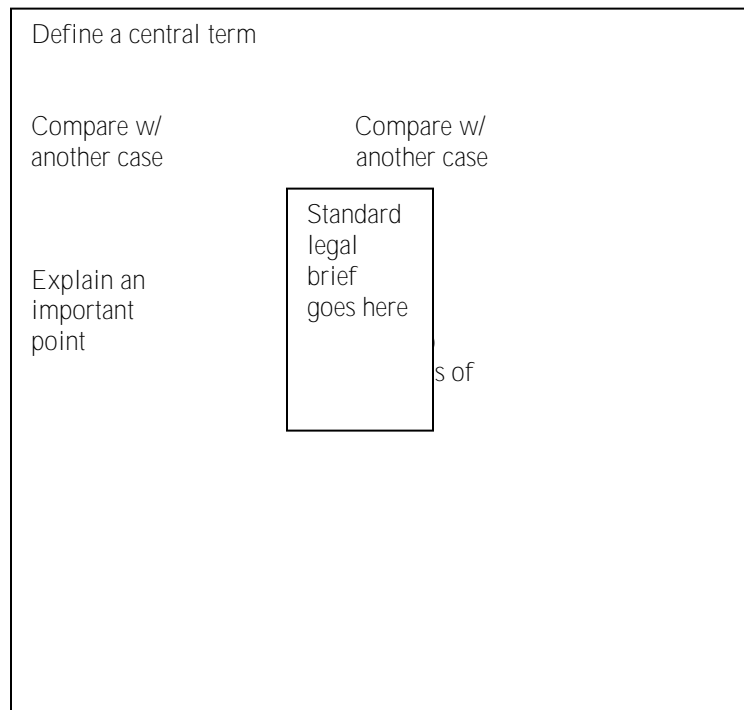 Define a central term
Compare w/
another case
Compare w/
another case
Standard
legal
brief
goes here
Explain an
important
point
s of